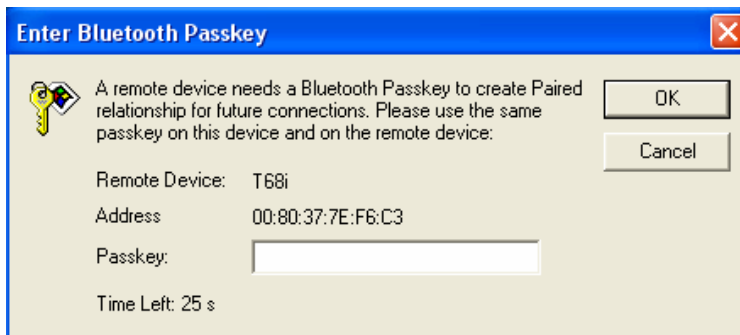 Enter Bluetooth Passkey
A remote device needs a Bluetooth Passkey to create Paired
relationship for future connections. Please use the same
passkey on this device and on the remote device:
OK
Cancel
Remote Device: T68i
Address 00:80:37:7E:F6:C3
Passkey:
Time Left: 25 s